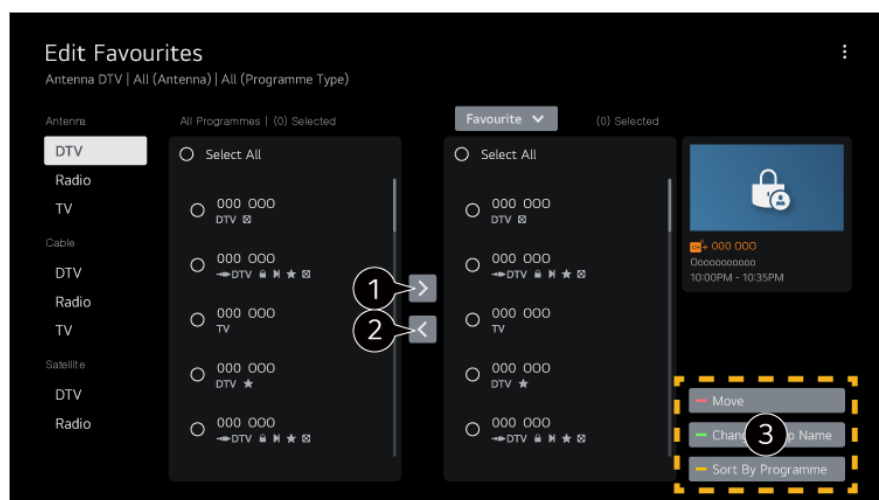 Edit Favourites
Antenna DTV | All (Antenna) | All (Programme Type)
Antenna
All Programmes | (0) Selected
Favourite
(0) Selected
DTV
Radio
TV
Cable
DTV
Radio
TV
Satellite
DTV
Radio
Select All
000 000
DTV
000 000
DTV
000 000
TV
000 000
DTV
000 000
DTV
1
2
Select All
000 000
DTV
000 000
DTV
000 000
TV
000 000
DTV
000 000
DTV
000 000
Ooooooooooo
10:00PM - 10:35PM
Move
3
Name
Sort By Programme